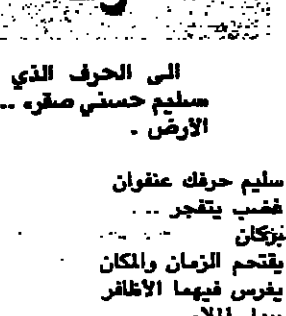 الى الحرف الذي
سليم حسني صقر، ..
الأرض .
سليم حرفك عنفوان
غضب يتفجر .. .
بركان
يقتحم الزمان والمكان
يغرس فيهما الأظافر